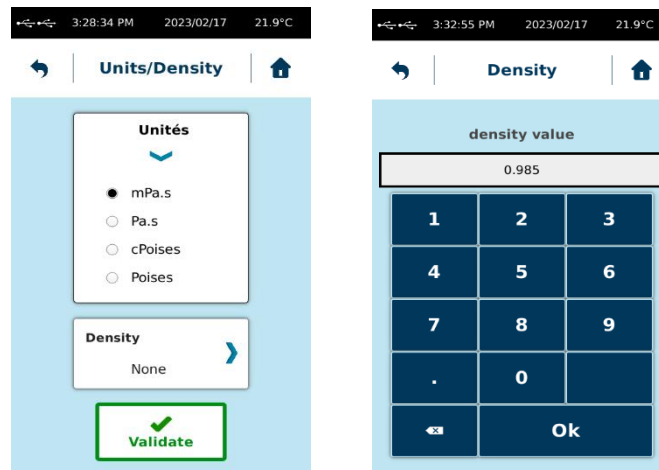 3:28:34 PM 2023/02/17 21.9°C
Units/Density
Unités
mPa.s
Pa.s
cPoises
Poises
Density
None
Validate
3:32:55 PM 2023/02/17 21.9°C
Density
density value
0.985
1 2 3
4 5 6
7 8 9
. 0
Ok